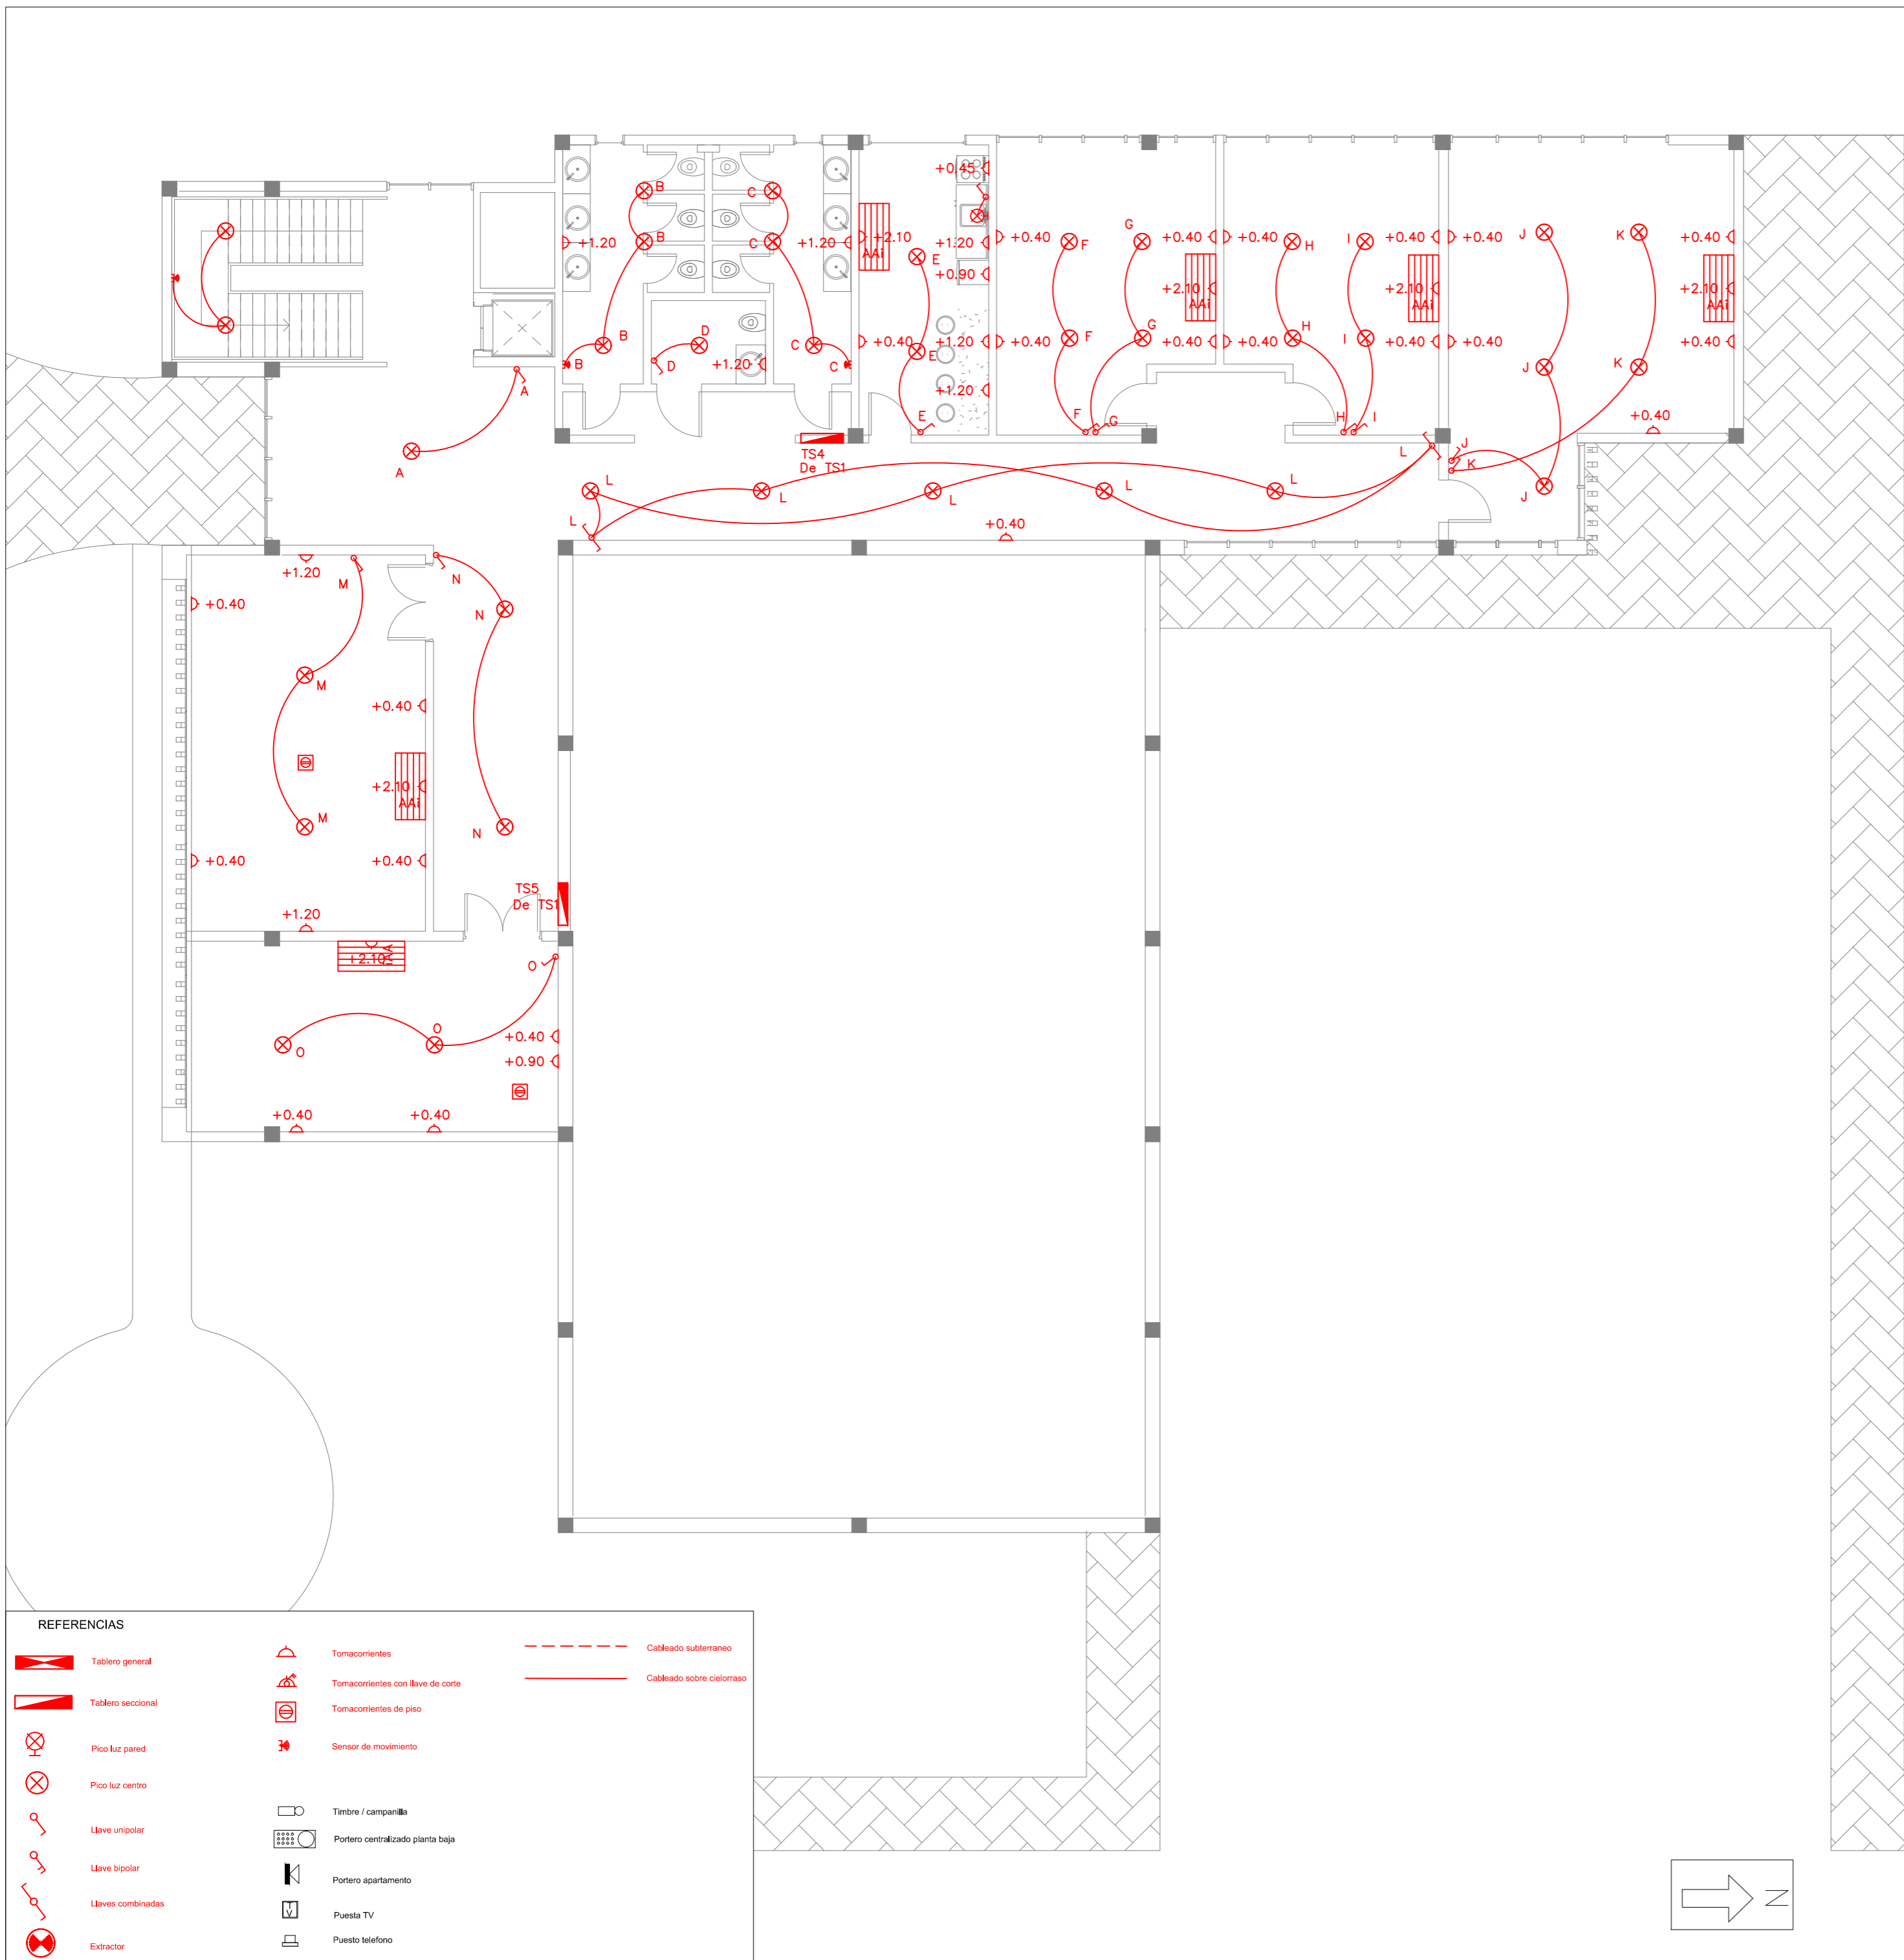 +0.45
B
C
B
+1.20
C
+1.20
+2.10
AAi
+1.20
+0.40
F
G
+0.40
+0.40
H
I
+0.40
+0.40
J
K
+0.40
E
+0.90
+2.10
AAi
+2.10
AAi
+2.10
AAi
B
D
C
+0.40
E
+1.20
+0.40
F
G
+0.40
+0.40
H
I
+0.40
+0.40
J
K
+0.40
B
D
+1.20
C
A
+1.20
E
F
G
H
I
+0.40
A
TS4
De TS1
L
J
K
L
L
L
L
L
J
L
+0.40
+1.20
M
N
+0.40
N
M
+0.40
+2.10
AAi
M
N
+0.40
+0.40
TS5
De TS1
+1.20
+2.10
AAi
O
O
O
+0.40
+0.90
+0.40
+0.40
REFERENCIAS
Tablero general
Tablero seccional
Pico luz pared
Pico luz centro
Llave unipolar
Llave bipolar
Llaves combinadas
Extractor
Tomacorrientes
Tomacorrientes con llave de corte
Tomacorrientes de piso
Sensor de movimiento
Timbre / campanilla
Portero centralizado planta baja
Portero apartamento
TV
Puesta TV
Puesto telefono
Cableado subterraneo
Cableado sobre cielorraso
N